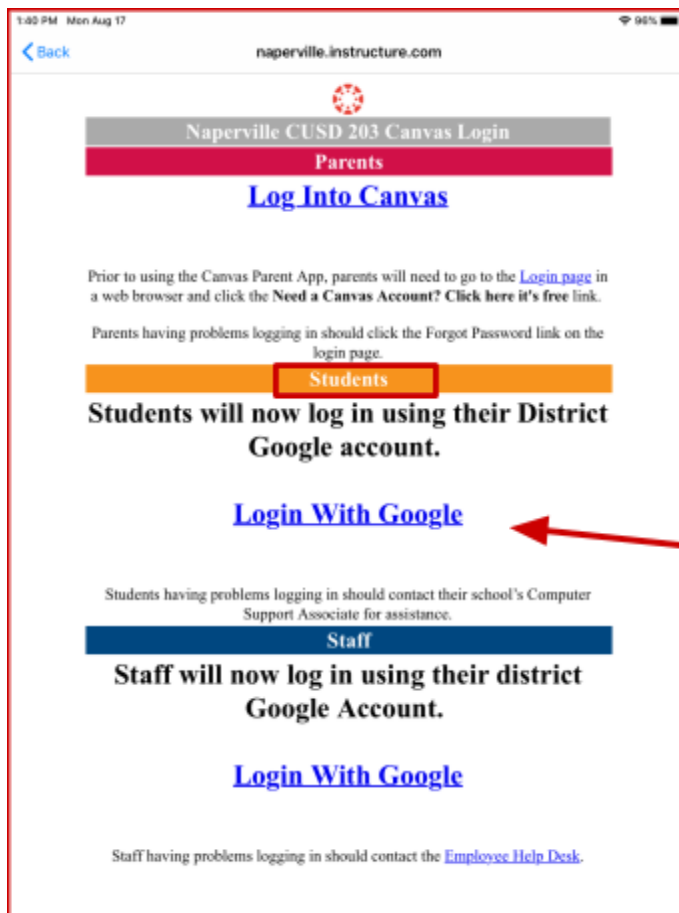 1:40 PM Mon Aug 17 96%
Back naperville.instructure.com
Naperville CUSD 203 Canvas Login
Parents
Log Into Canvas
Prior to using the Canvas Parent App, parents will need to go to the Login page in
a web browser and click the Need a Canvas Account? Click here it's free link.
Parents having problems logging in should click the Forgot Password link on the
login page.
Students
Students will now log in using their District
Google account.
Login With Google
Students having problems logging in should contact their school's Computer
Support Associate for assistance.
Staff
Staff will now log in using their district
Google Account.
Login With Google
Staff having problems logging in should contact the Employee Help Desk.